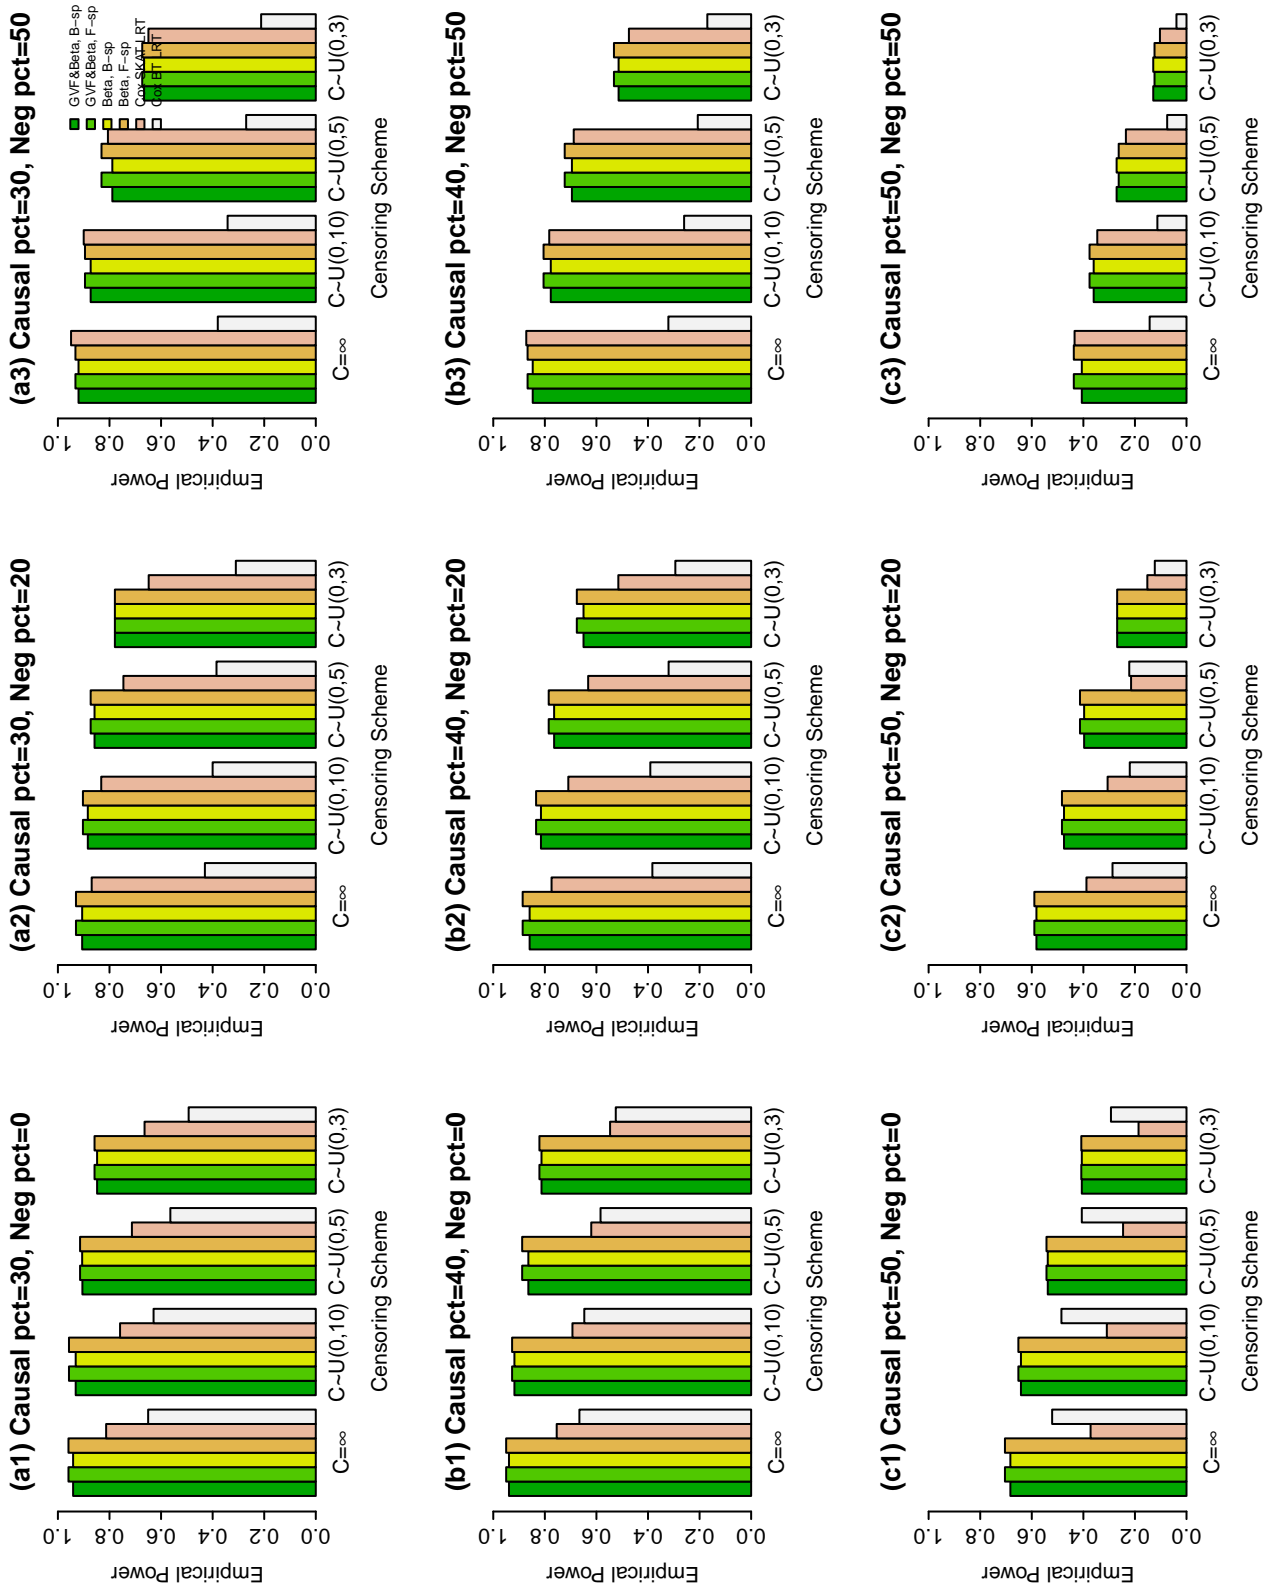 (a1) Causal pct=30, Neg pct=0
Empirical Power
1.0
0.8
0.6
0.4
0.2
0.0
C=∞ C~U(0,10) C~U(0,5) C~U(0,3)
Censoring Scheme
(a2) Causal pct=30, Neg pct=20
Empirical Power
1.0
0.8
0.6
0.4
0.2
0.0
C=∞ C~U(0,10) C~U(0,5) C~U(0,3)
Censoring Scheme
(a3) Causal pct=30, Neg pct=50
GVF&Beta, B−sp
GVF&Beta, F−sp
Beta, B−sp
Beta, F−sp
Cox SKAT LRT
Cox BT LRT
Empirical Power
1.0
0.8
0.6
0.4
0.2
0.0
C=∞ C~U(0,10) C~U(0,5) C~U(0,3)
Censoring Scheme
(b1) Causal pct=40, Neg pct=0
Empirical Power
1.0
0.8
0.6
0.4
0.2
0.0
C=∞ C~U(0,10) C~U(0,5) C~U(0,3)
Censoring Scheme
(b2) Causal pct=40, Neg pct=20
Empirical Power
1.0
0.8
0.6
0.4
0.2
0.0
C=∞ C~U(0,10) C~U(0,5) C~U(0,3)
Censoring Scheme
(b3) Causal pct=40, Neg pct=50
Empirical Power
1.0
0.8
0.6
0.4
0.2
0.0
C=∞ C~U(0,10) C~U(0,5) C~U(0,3)
Censoring Scheme
(c1) Causal pct=50, Neg pct=0
Empirical Power
1.0
0.8
0.6
0.4
0.2
0.0
C=∞ C~U(0,10) C~U(0,5) C~U(0,3)
Censoring Scheme
(c2) Causal pct=50, Neg pct=20
Empirical Power
1.0
0.8
0.6
0.4
0.2
0.0
C=∞ C~U(0,10) C~U(0,5) C~U(0,3)
Censoring Scheme
(c3) Causal pct=50, Neg pct=50
Empirical Power
1.0
0.8
0.6
0.4
0.2
0.0
C=∞ C~U(0,10) C~U(0,5) C~U(0,3)
Censoring Scheme